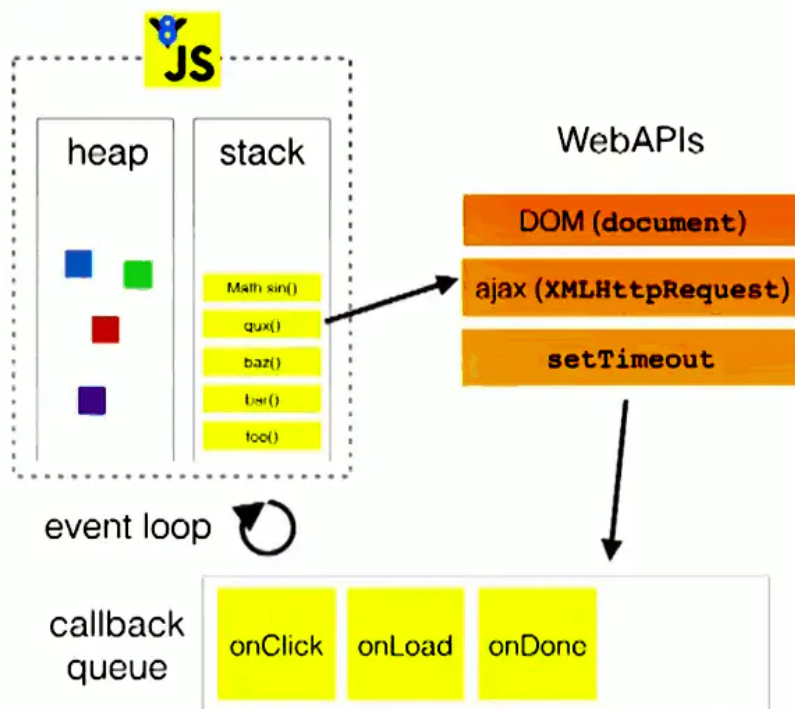 8
JS
heap
stack
Math sin()
qux()
baz()
bar()
foo()
WebAPIs
DOM (document)
ajax (XMLHttpRequest)
setTimeout
event loop
callback
queue
onClick
onLoad
onDone